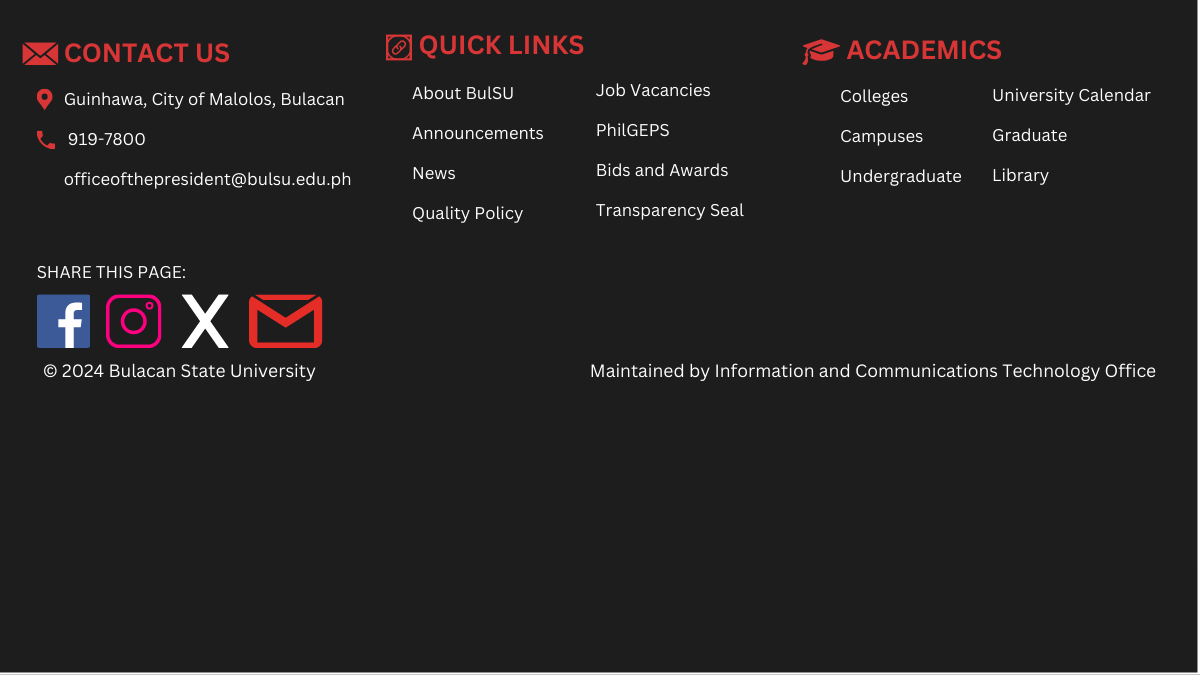 CONTACT US
Guinhawa, City of Malolos, Bulacan
919-7800
officeofthepresident@bulsu.edu.ph
QUICK LINKS
About BulSU
Announcements
News
Quality Policy
Job Vacancies
PhilGEPS
Bids and Awards
Transparency Seal
ACADEMICS
Colleges
Campuses
Undergraduate
University Calendar
Graduate
Library
SHARE THIS PAGE:
© 2024 Bulacan State University
Maintained by Information and Communications Technology Office